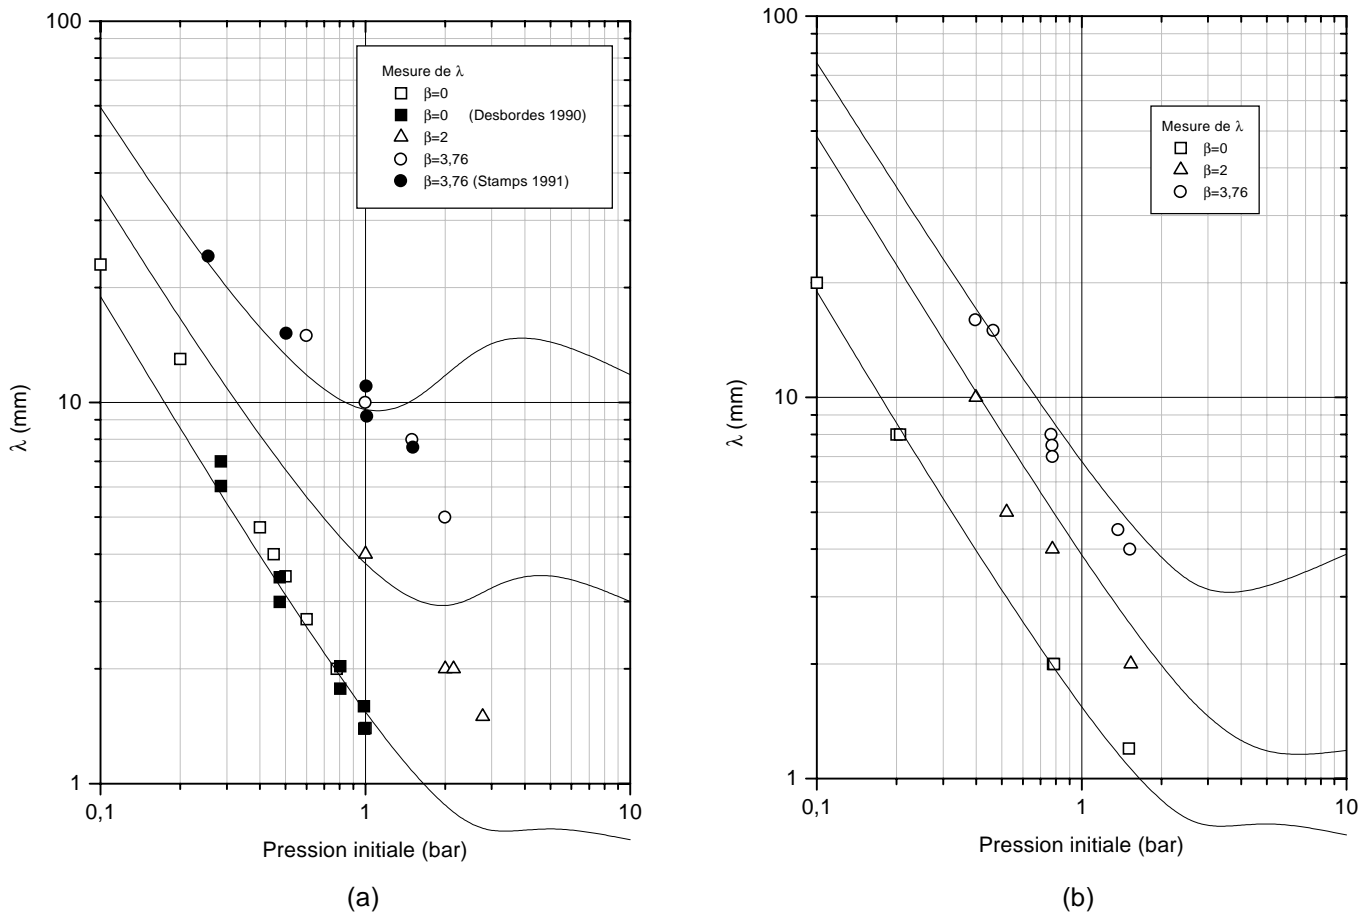 100
10
1
0,1
1
10
λ (mm)
Pression initiale (bar)
Mesure de λ
β=0
β=0 (Desbordes 1990)
β=2
β=3,76
β=3,76 (Stamps 1991)
(a)
100
10
1
0,1
1
10
λ (mm)
Pression initiale (bar)
Mesure de λ
β=0
β=2
β=3,76
(b)